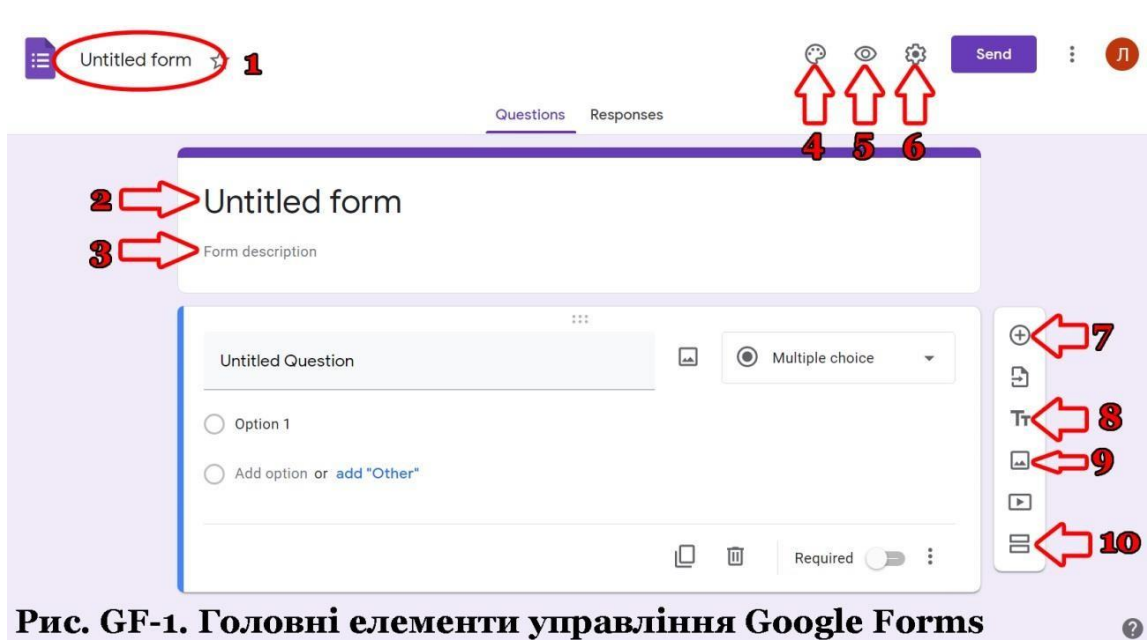 Untitled form 1 Send Л
Questions Responses
4 5 6
2 Untitled form
3 Form description
Untitled Question Multiple choice 7
Option 1 Tт 8
Add option or add "Other" 9
Required 10
Рис. GF-1. Головні елементи управління Google Forms ?